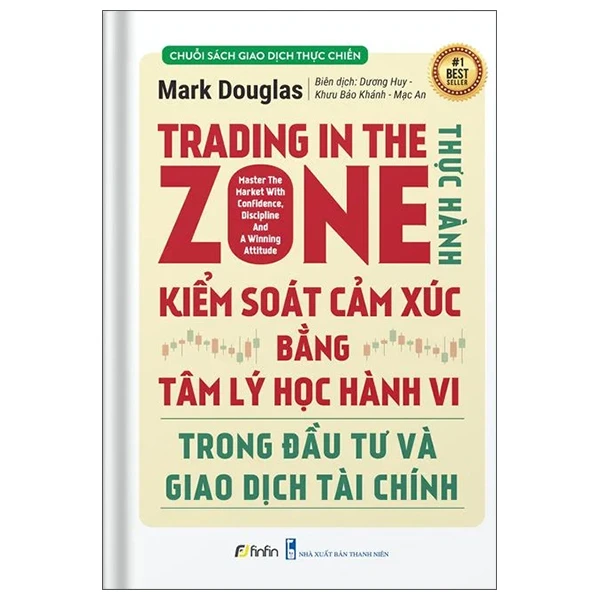 CHUỖI SÁCH GIAO DỊCH THỰC CHIẾN
Mark Douglas
Biên dịch: Dương Huy -
Khưu Bảo Khánh - Mạc An
#1
BEST
SELLER
TRADING IN THE
ZONE
THỰC HÀNH
Master The
Market With
Confidence,
Discipline
And
A Winning
Attitude
KIỂM SOÁT CẢM XÚC
BẰNG
TÂM LÝ HỌC HÀNH VI
TRONG ĐẦU TƯ VÀ
GIAO DỊCH TÀI CHÍNH
finfin
NHÀ XUẤT BẢN THANH NIÊN